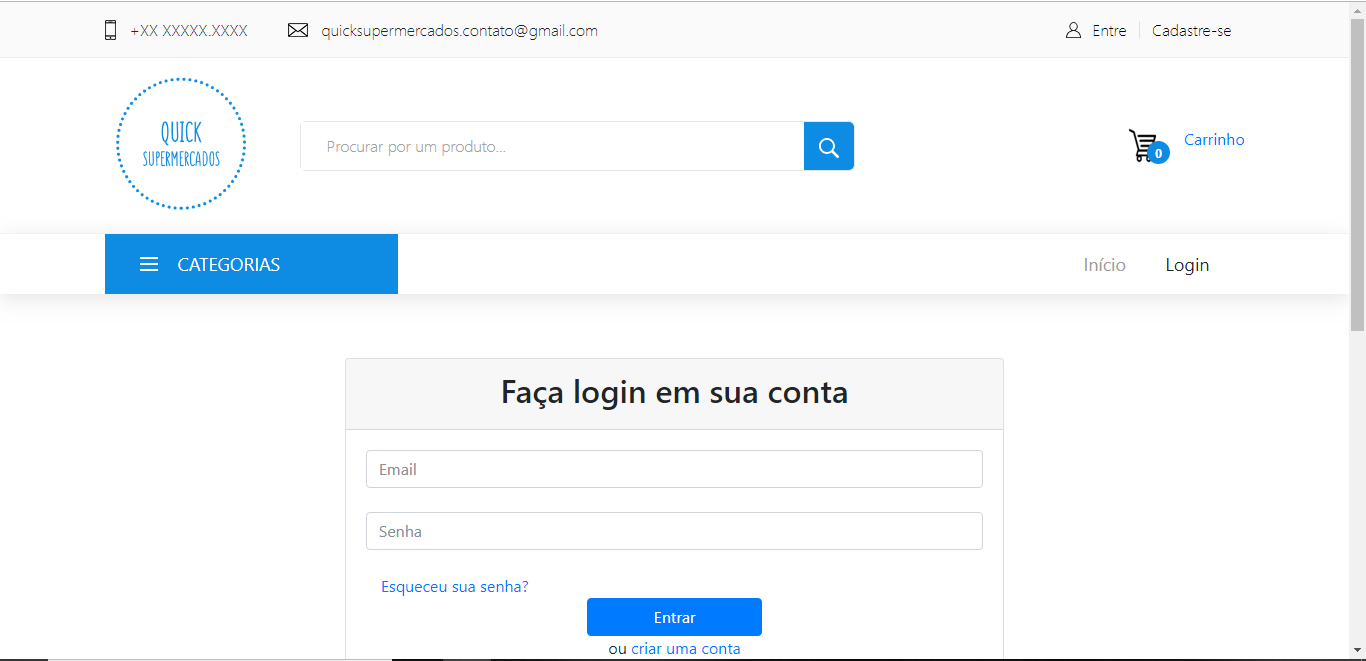 +XX XXXXX.XXXX quicksupermercados.contato@gmail.com Entre Cadastre-se
QUICK
SUPERMERCADOS
Procurar por um produto...
0 Carrinho
CATEGORIAS Início Login
Faça login em sua conta
Email
Senha
Esqueceu sua senha?
Entrar
ou criar uma conta